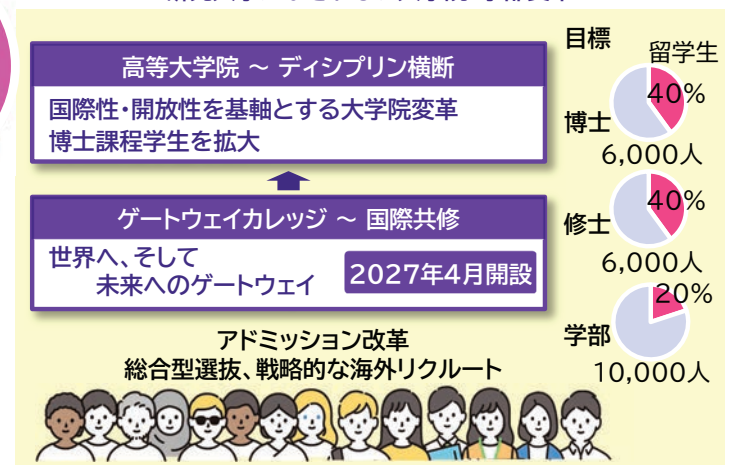 高等大学院 ～ ディシプリン横断
国際性・開放性を基軸とする大学院変革
博士課程学生を拡大
ゲートウェイカレッジ ～ 国際共修
世界へ、そして
未来へのゲートウェイ
2027年4月開設
アドミッション改革
総合型選抜、戦略的な海外リクルート
目標
留学生
40%
博士
6,000人
40%
修士
6,000人
20%
学部
10,000人